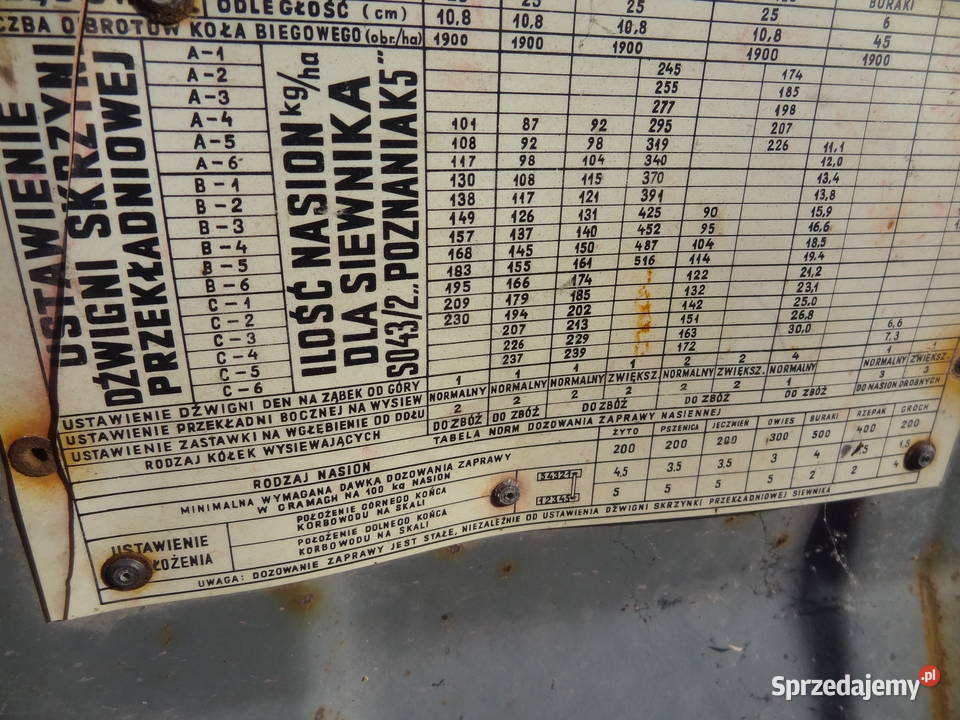 ODLEGŁOŚĆ (cm) 25 25 25 BURAKI
10,8 10,8 10,8 10,8 6
OBROTÓW KOŁA BIEGOWEGO (obr/ha) 1900 1900 1900 1900 45
1900
USTAWIENIE
DŹWIGNI SKRZYNI
PRZEKŁADNIOWEJ
A-1
A-2
A-3
A-4
A-5
A-6
B-1
B-2
B-3
B-4
B-5
B-6
C-1
C-2
C-3
C-4
C-5
C-6
ILOŚĆ NASION kg/ha
DLA SIEWNIKA
S043/2 „POZNANIAK5”
101
108
117
130
138
149
157
168
183
195
209
230
87
92
98
108
117
126
137
145
155
166
179
194
207
226
237
92
98
104
115
121
131
140
150
161
174
185
202
213
229
239
245
255
277
295
319
340
370
391
425
452
487
516
90
95
104
114
122
132
142
151
163
172
174
185
198
207
226
11,1
12,0
13,4
13,8
15,9
16,6
18,5
19,4
21,2
23,1
25,0
26,8
30,0
6,6
7,3
USTAWIENIE DŹWIGNI DEN NA ZĄBEK OD GÓRY 1 1 1 1 2 2 4 1 1
USTAWIENIE PRZEKŁADNI BOCZNEJ NA WYSIEW NORMALNY NORMALNY NORMALNY ZWIĘKSZ. NORMALNY ZWIĘKSZ. NORMALNY NORMALNY ZWIĘKSZ.
USTAWIENIE ZASTAWKI NA WGŁĘBIENIE OD DOŁU 2 2 2 2 2 2 1 3 3
RODZAJ KÓŁEK WYSIEWAJĄCYCH DO ZBÓŻ DO ZBÓŻ DO ZBÓŻ DO ZBÓŻ DO ZBÓŻ DO NASION DROBNYCH
TABELA NORM DOZOWANIA ZAPRAWY NASIENNEJ
RODZAJ NASION ŻYTO PSZENICA JĘCZMIEŃ OWIES BURAKI RZEPAK GROCH
MINIMALNA WYMAGANA DAWKA DOZOWANIA ZAPRAWY
W GRAMACH NA 100 kg NASION 200 200 200 300 500 400 200
USTAWIENIE
POŁOŻENIE GÓRNEGO KOŃCA
KORBOWODU NA SKALI 54321 4,5 3,5 3,5 3 4 1,5
POŁOŻENIE DOLNEGO KOŃCA
KORBOWODU NA SKALI 12345 5 5 5 5 2 2 4
UWAGA: DOZOWANIE ZAPRAWY JEST STAŁE, NIEZALEŻNIE OD USTAWIENIA DŹWIGNI SKRZYNKI PRZEKŁADNIOWEJ SIEWNIKA
Sprzedajemy.pl